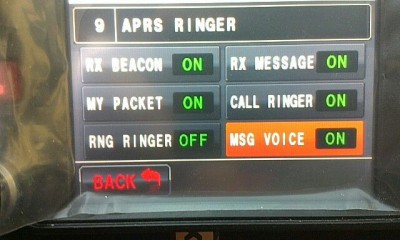 9 APRS RINGER
RX BEACON ON RX MESSAGE ON
MY PACKET ON CALL RINGER ON
RNG RINGER OFF MSG VOICE ON
BACK